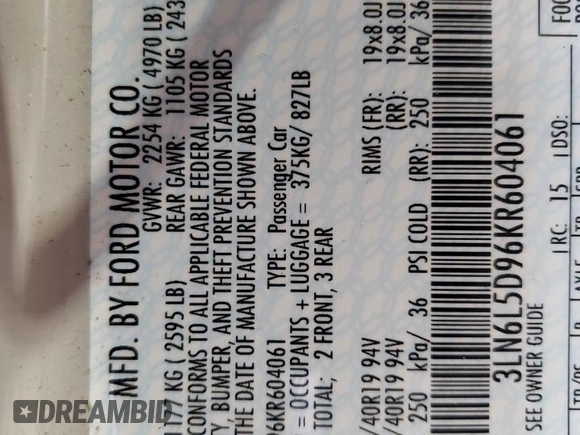 MFD. BY FORD MOTOR CO.
GVWR: 2254 KG ( 4970 LB)
1177 KG ( 2595 LB) REAR GAWR: 1105 KG ( 243
CONFORMS TO ALL APPLICABLE FEDERAL MOTOR
Y, BUMPER, AND THEFT PREVENTION STANDARDS
THE DATE OF MANUFACTURE SHOWN ABOVE.
96KR604061 TYPE: Passenger Car
= OCCUPANTS + LUGGAGE = 375KG/ 827LB
TOTAL; 2 FRONT, 3 REAR
/40R19 94V RIMS (FR): 19x8.0J
/40R19 94V (RR): 19x8.0J
250 kPa/ 36 PSI COLD (RR): 250 kPa/ 36
3LN6L5D96KR604061
SEE OWNER GUIDE
RC: 15 DSO:
DREAMBID